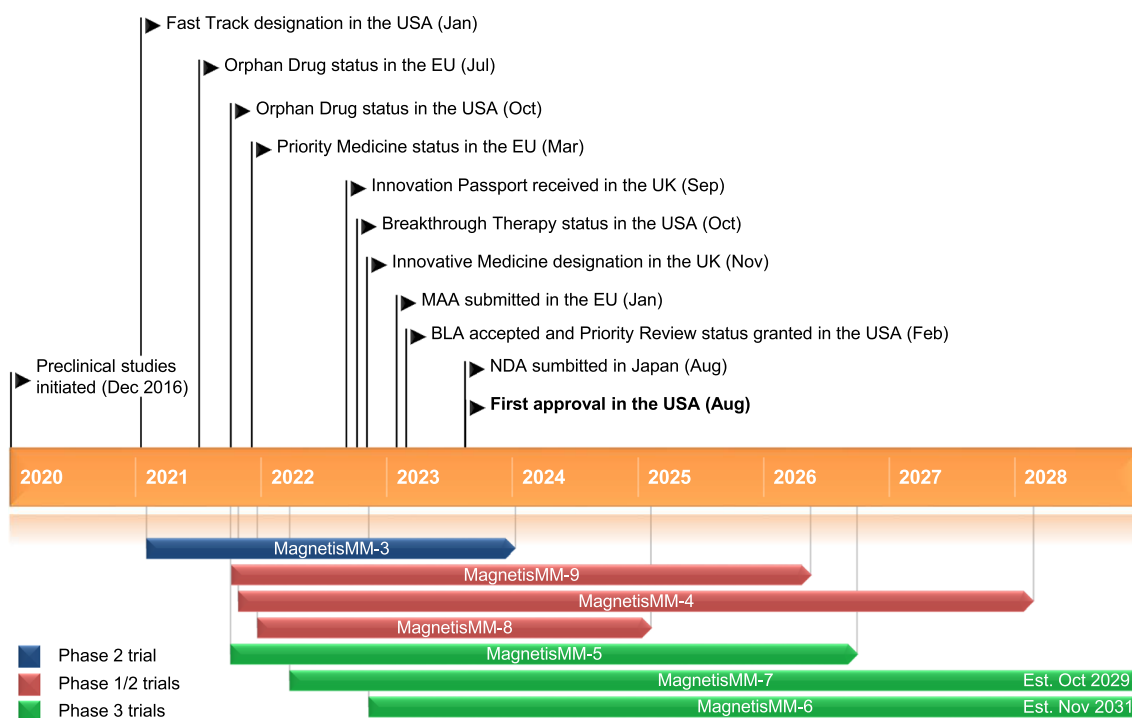 Fast Track designation in the USA (Jan)
Orphan Drug status in the EU (Jul)
Orphan Drug status in the USA (Oct)
Priority Medicine status in the EU (Mar)
Innovation Passport received in the UK (Sep)
Breakthrough Therapy status in the USA (Oct)
Innovative Medicine designation in the UK (Nov)
MAA submitted in the EU (Jan)
BLA accepted and Priority Review status granted in the USA (Feb)
Preclinical studies
initiated (Dec 2016)
NDA sumbitted in Japan (Aug)
First approval in the USA (Aug)
2020 2021 2022 2023 2024 2025 2026 2027 2028
MagnetisMM-3
MagnetisMM-9
MagnetisMM-4
MagnetisMM-8
MagnetisMM-5
MagnetisMM-7 Est. Oct 2029
MagnetisMM-6 Est. Nov 2031
Phase 2 trial
Phase 1/2 trials
Phase 3 trials